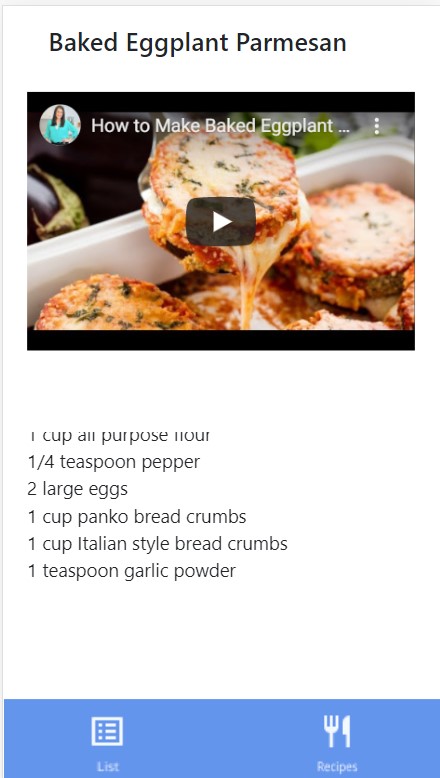 Baked Eggplant Parmesan
How to Make Baked Eggplant ...
1 cup all purpose flour
1/4 teaspoon pepper
2 large eggs
1 cup panko bread crumbs
1 cup Italian style bread crumbs
1 teaspoon garlic powder
List
Recipes